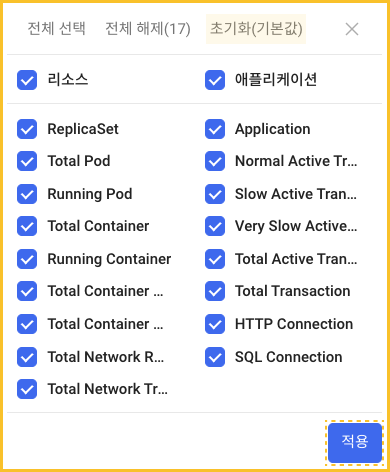 전체 선택 전체 해제(17) 초기화(기본값)
리소스 애플리케이션
ReplicaSet Application
Total Pod Normal Active Tr...
Running Pod Slow Active Tran...
Total Container Very Slow Active...
Running Container Total Active Tran...
Total Container ... Total Transaction
Total Container ... HTTP Connection
Total Network R... SQL Connection
Total Network Tr...
적용